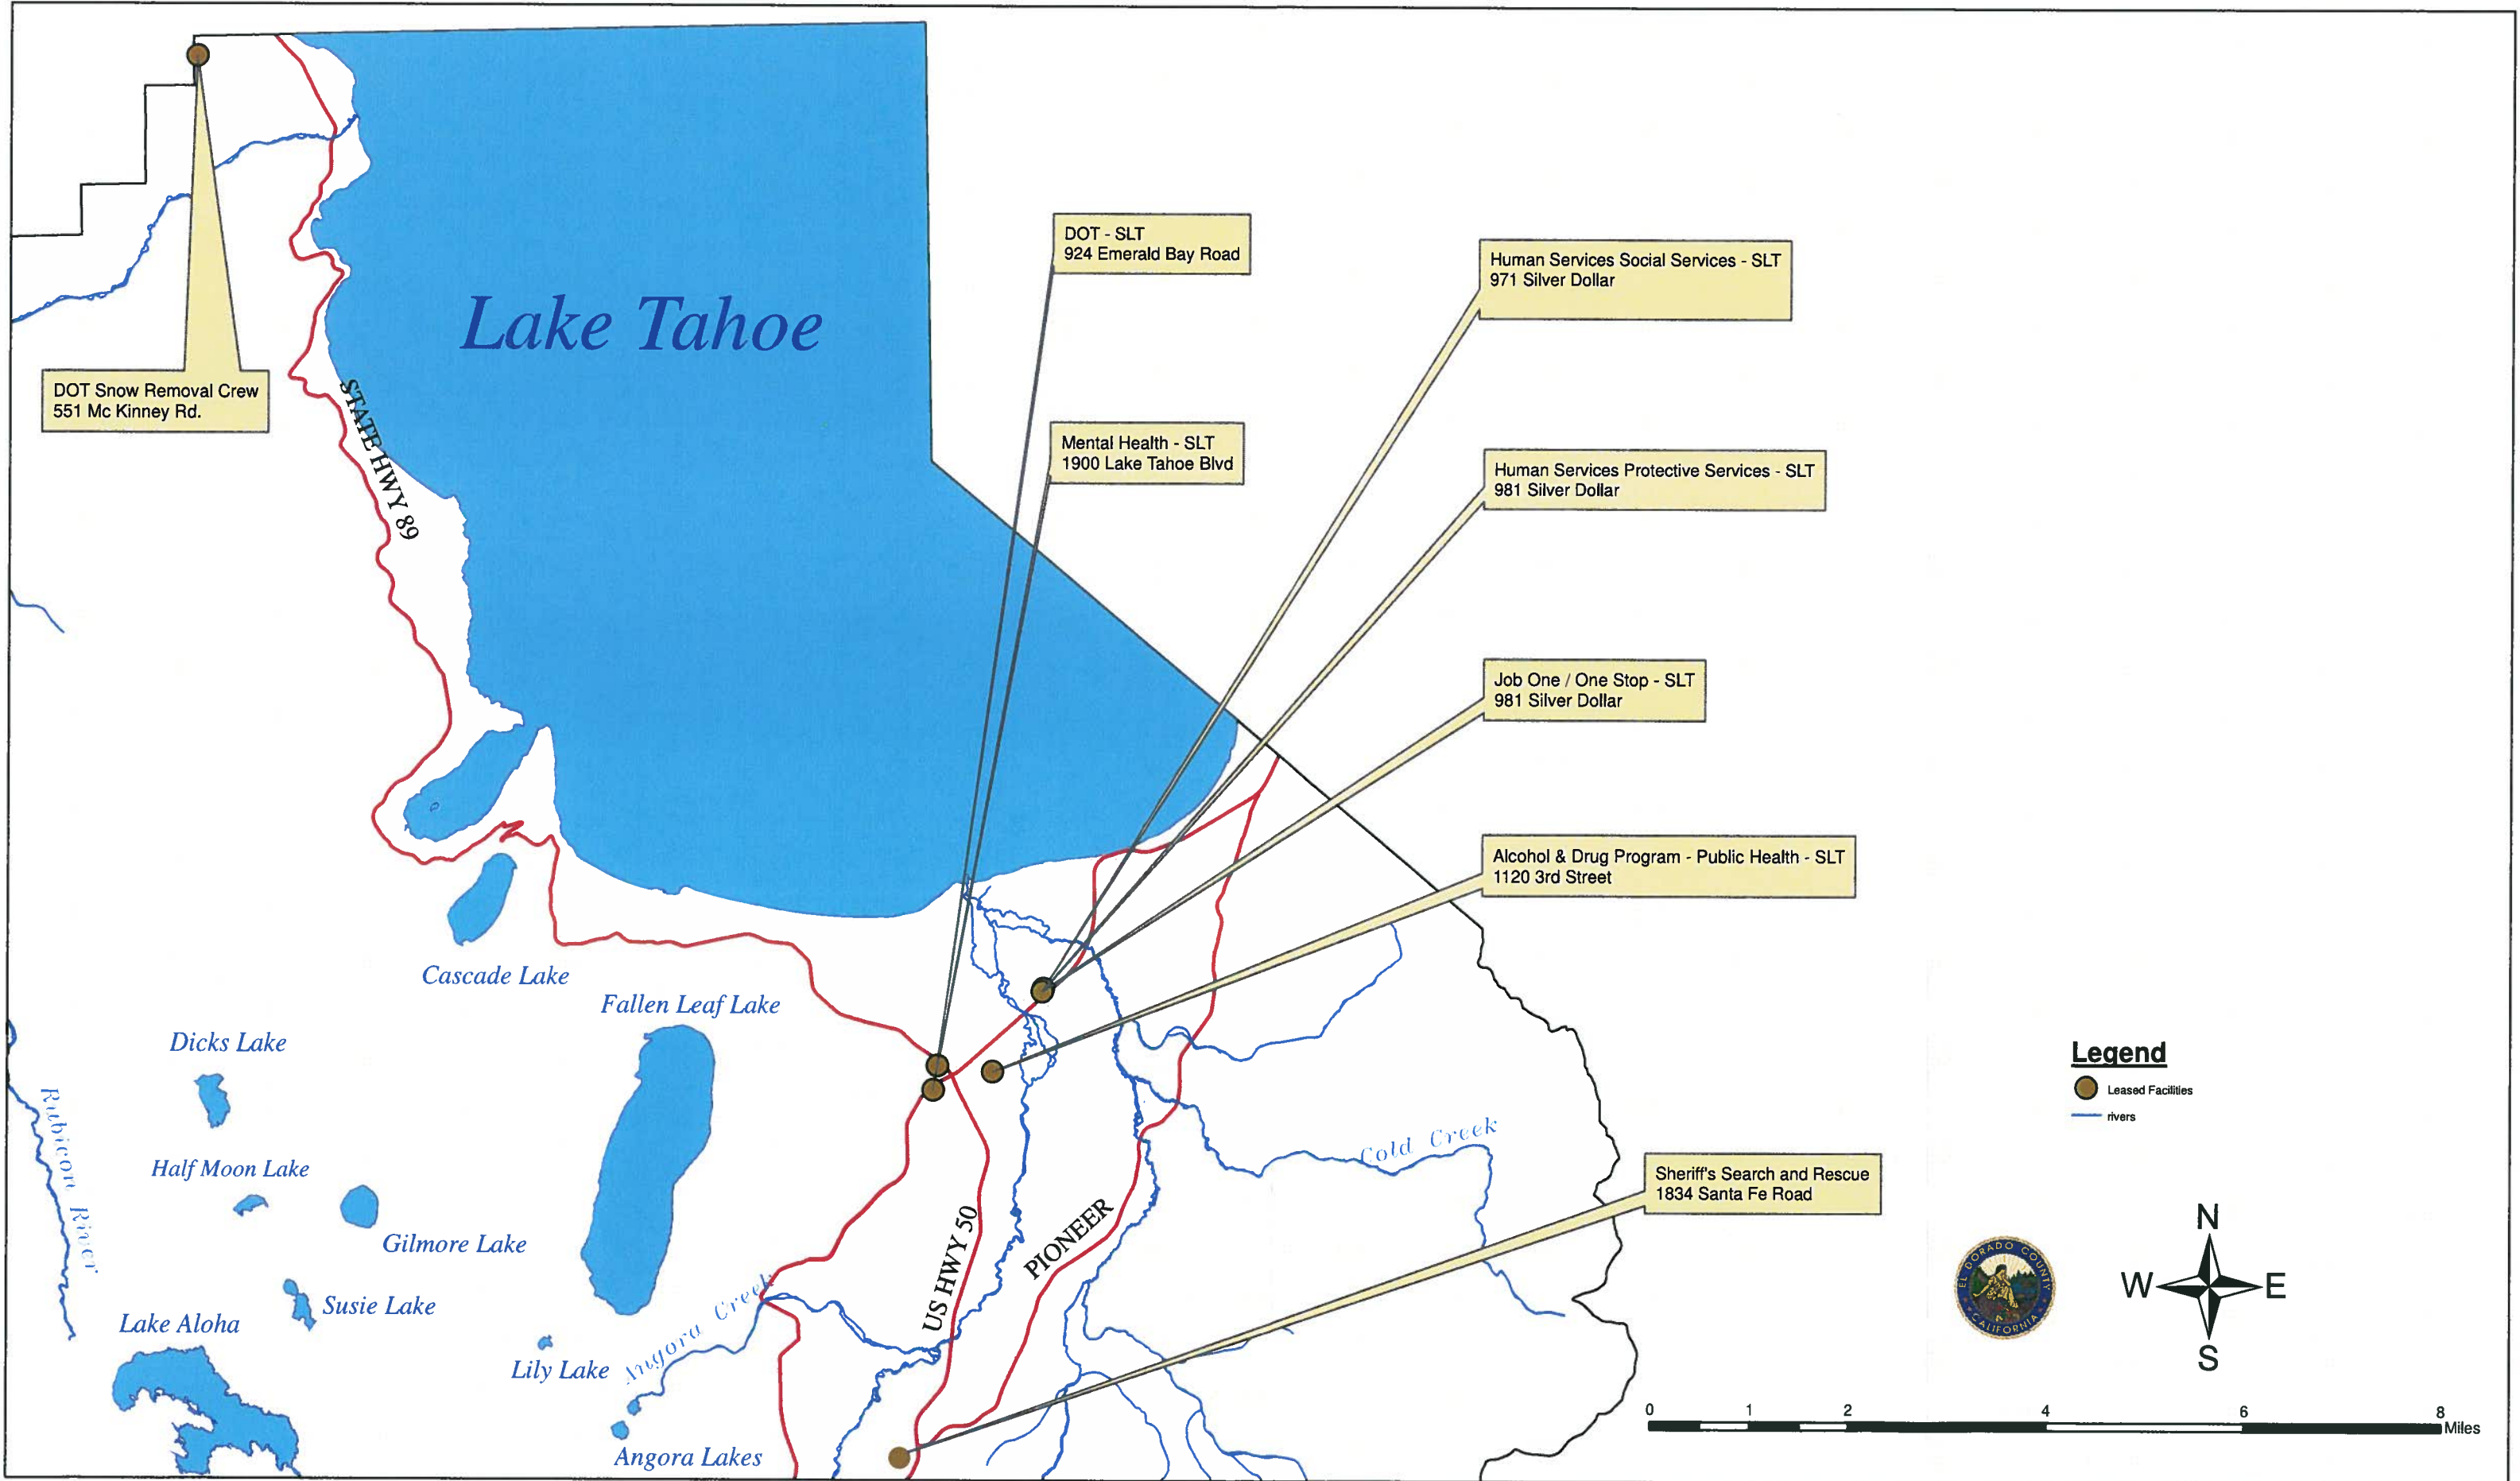 DOT - SLT
924 Emerald Bay Road
Human Services Social Services - SLT
971 Silver Dollar
Lake Tahoe
DOT Snow Removal Crew
551 Mc Kinney Rd.
STATE HWY 89
Mental Health - SLT
1900 Lake Tahoe Blvd
Human Services Protective Services - SLT
981 Silver Dollar
Job One / One Stop - SLT
981 Silver Dollar
Alcohol & Drug Program - Public Health - SLT
1120 3rd Street
Cascade Lake
Fallen Leaf Lake
Dicks Lake
Rubicon River
Half Moon Lake
Gilmore Lake
Susie Lake
Lake Aloha
Lily Lake
Angora Creek
Angora Lakes
US HWY 50
PIONEER
Cold Creek
Sheriff's Search and Rescue
1834 Santa Fe Road
Legend
Leased Facilities
rivers
EL DORADO COUNTY
CALIFORNIA
N
W E
S
0 1 2 4 6 8
Miles